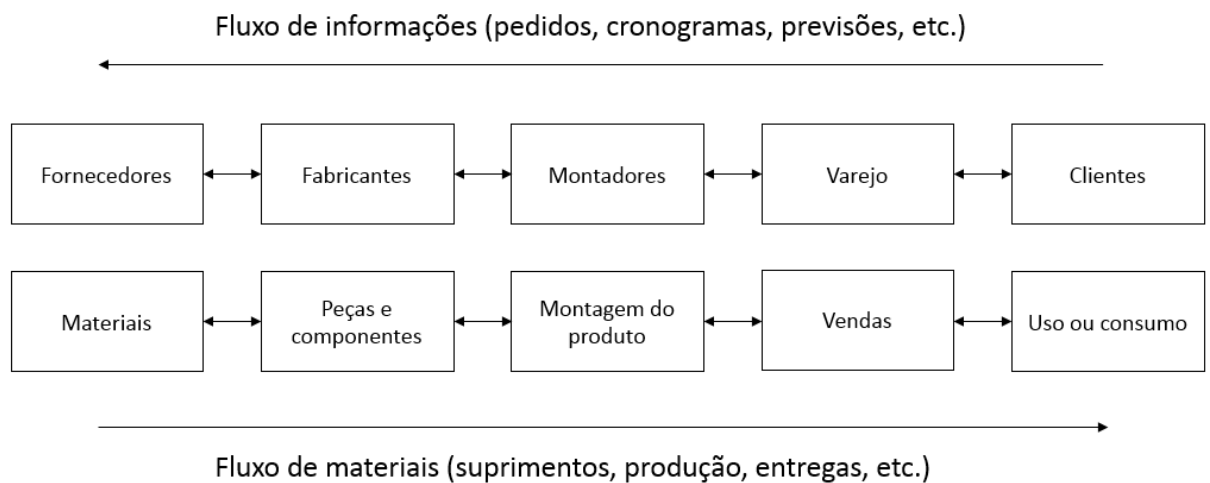 Fluxo de informações (pedidos, cronogramas, previsões, etc.)
Fornecedores
Fabricantes
Montadores
Varejo
Clientes
Materiais
Peças e
componentes
Montagem do
produto
Vendas
Uso ou consumo
Fluxo de materiais (suprimentos, produção, entregas, etc.)